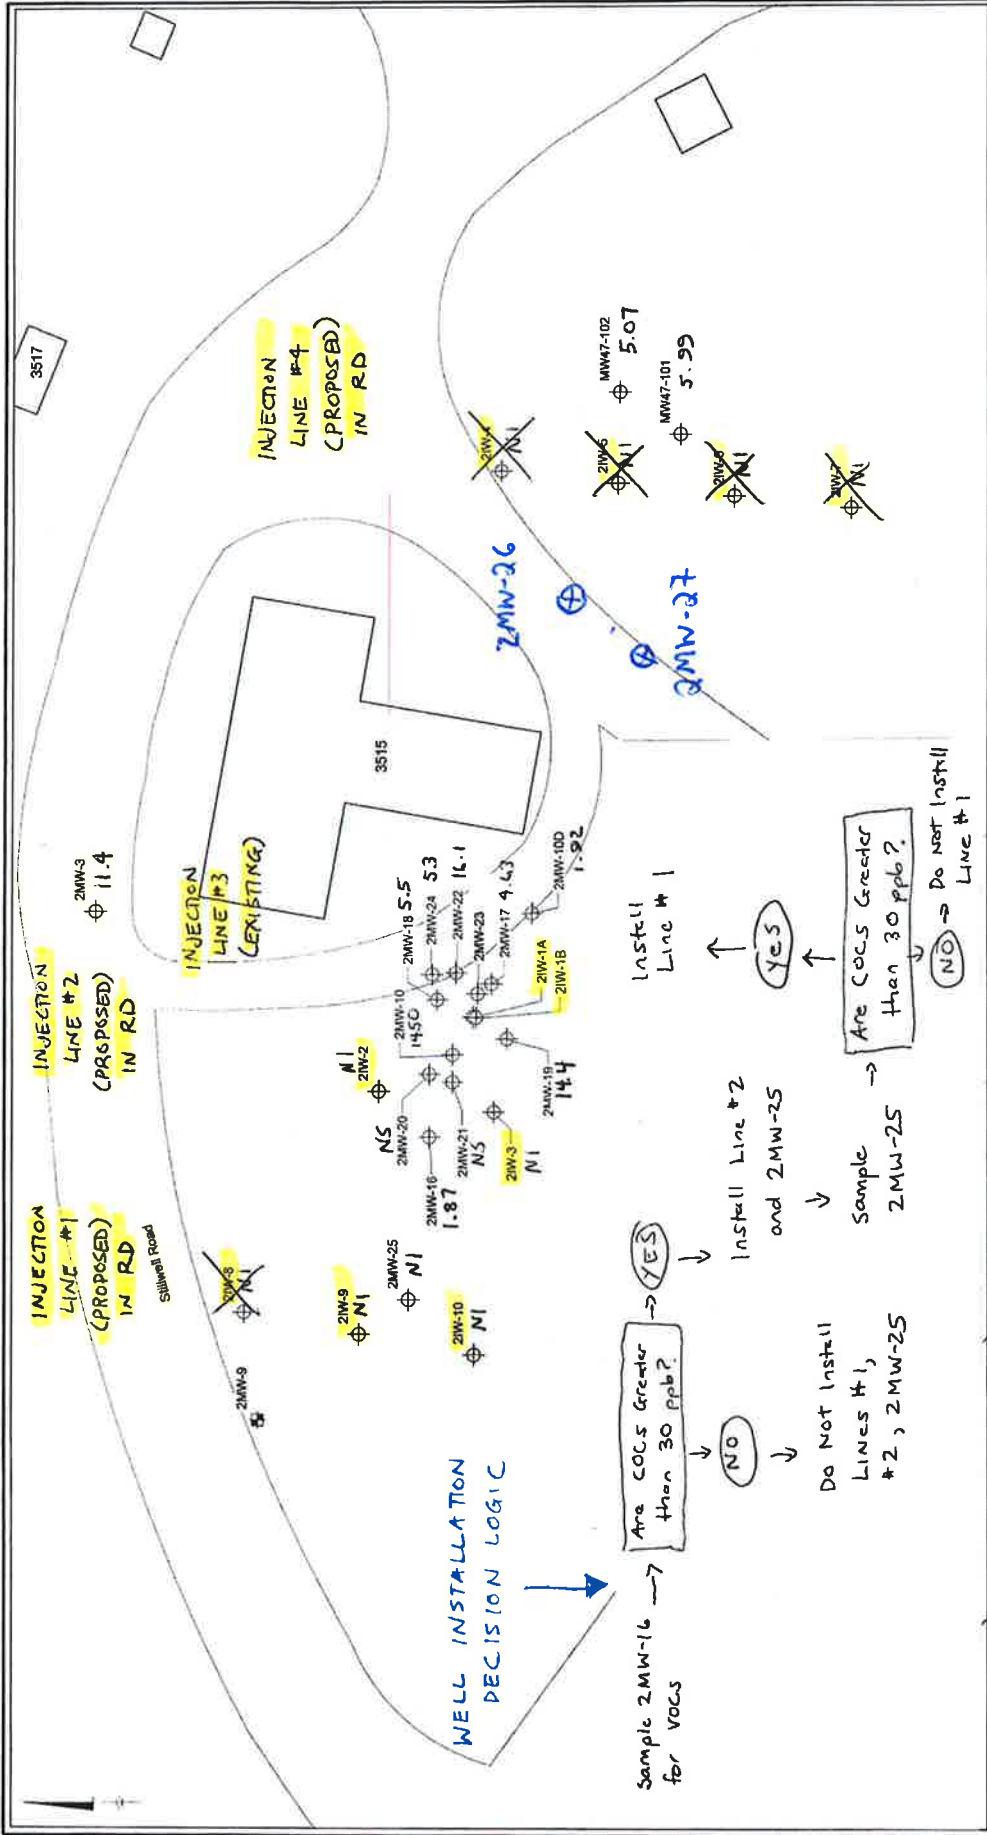 3517
INJECTION
LINE #4
(PROPOSED)
IN RD
INJECTION
LINE #2
(PROPOSED)
IN RD
2MW-3
11.4
INJECTION
LINE #3
(EXISTING)
3515
INJECTION
LINE #1
(PROPOSED)
IN RD
Stillwell Road
2MW-9
2IW-8
NI
2IW-9
NI
2MW-25
NI
2IW-10
NI
NI
2IW-2
NS
2MW-20
2MW-16
1.87
2MW-21
NS
2IW-3
NI
2MW-10
1450
2MW-18 5.5
2MW-24 5.3
2MW-22 16.1
2MW-23
2MW-17 4.63
2MW-10D
1.92
2IW-1A
2IW-1B
2MW-19
14.4
2IW-4
NI
2IW-5
NI
2IW-6
NI
2IW-7
NI
MW47-102
5.07
MW47-101
5.99
2MW-26
2MW-27
WELL INSTALLATION
DECISION LOGIC
Sample 2MW-16 →
for VOCs
Are COCs Greater
than 30 ppb?
→ YES
↓
NO
↓
Do Not Install
Lines #1,
#2, 2MW-25
↓
Install Line #2
and 2MW-25
↓
Sample →
2MW-25
Are COCs Greater
than 30 ppb?
↑
YES
↑
Install
Line #1
↓
NO → Do Not Install
Line #1